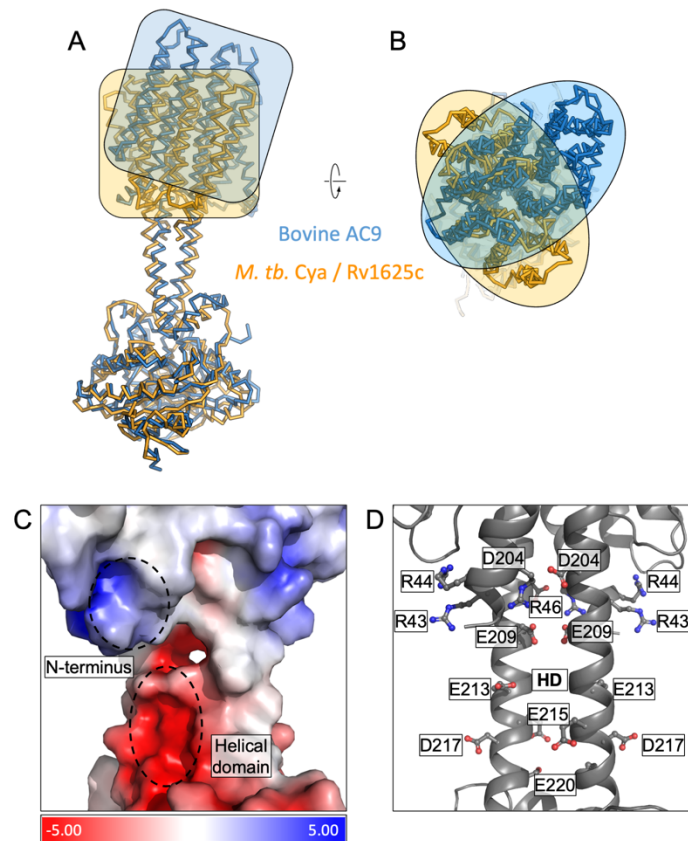 A
B
Bovine AC9
M. tb. Cya / Rv1625c
C
N-terminus
Helical
domain
-5.00 5.00
D
D204 D204
R44 R44
R46
R43 R43
E209 E209
E213 HD E213
E215
D217 D217
E220